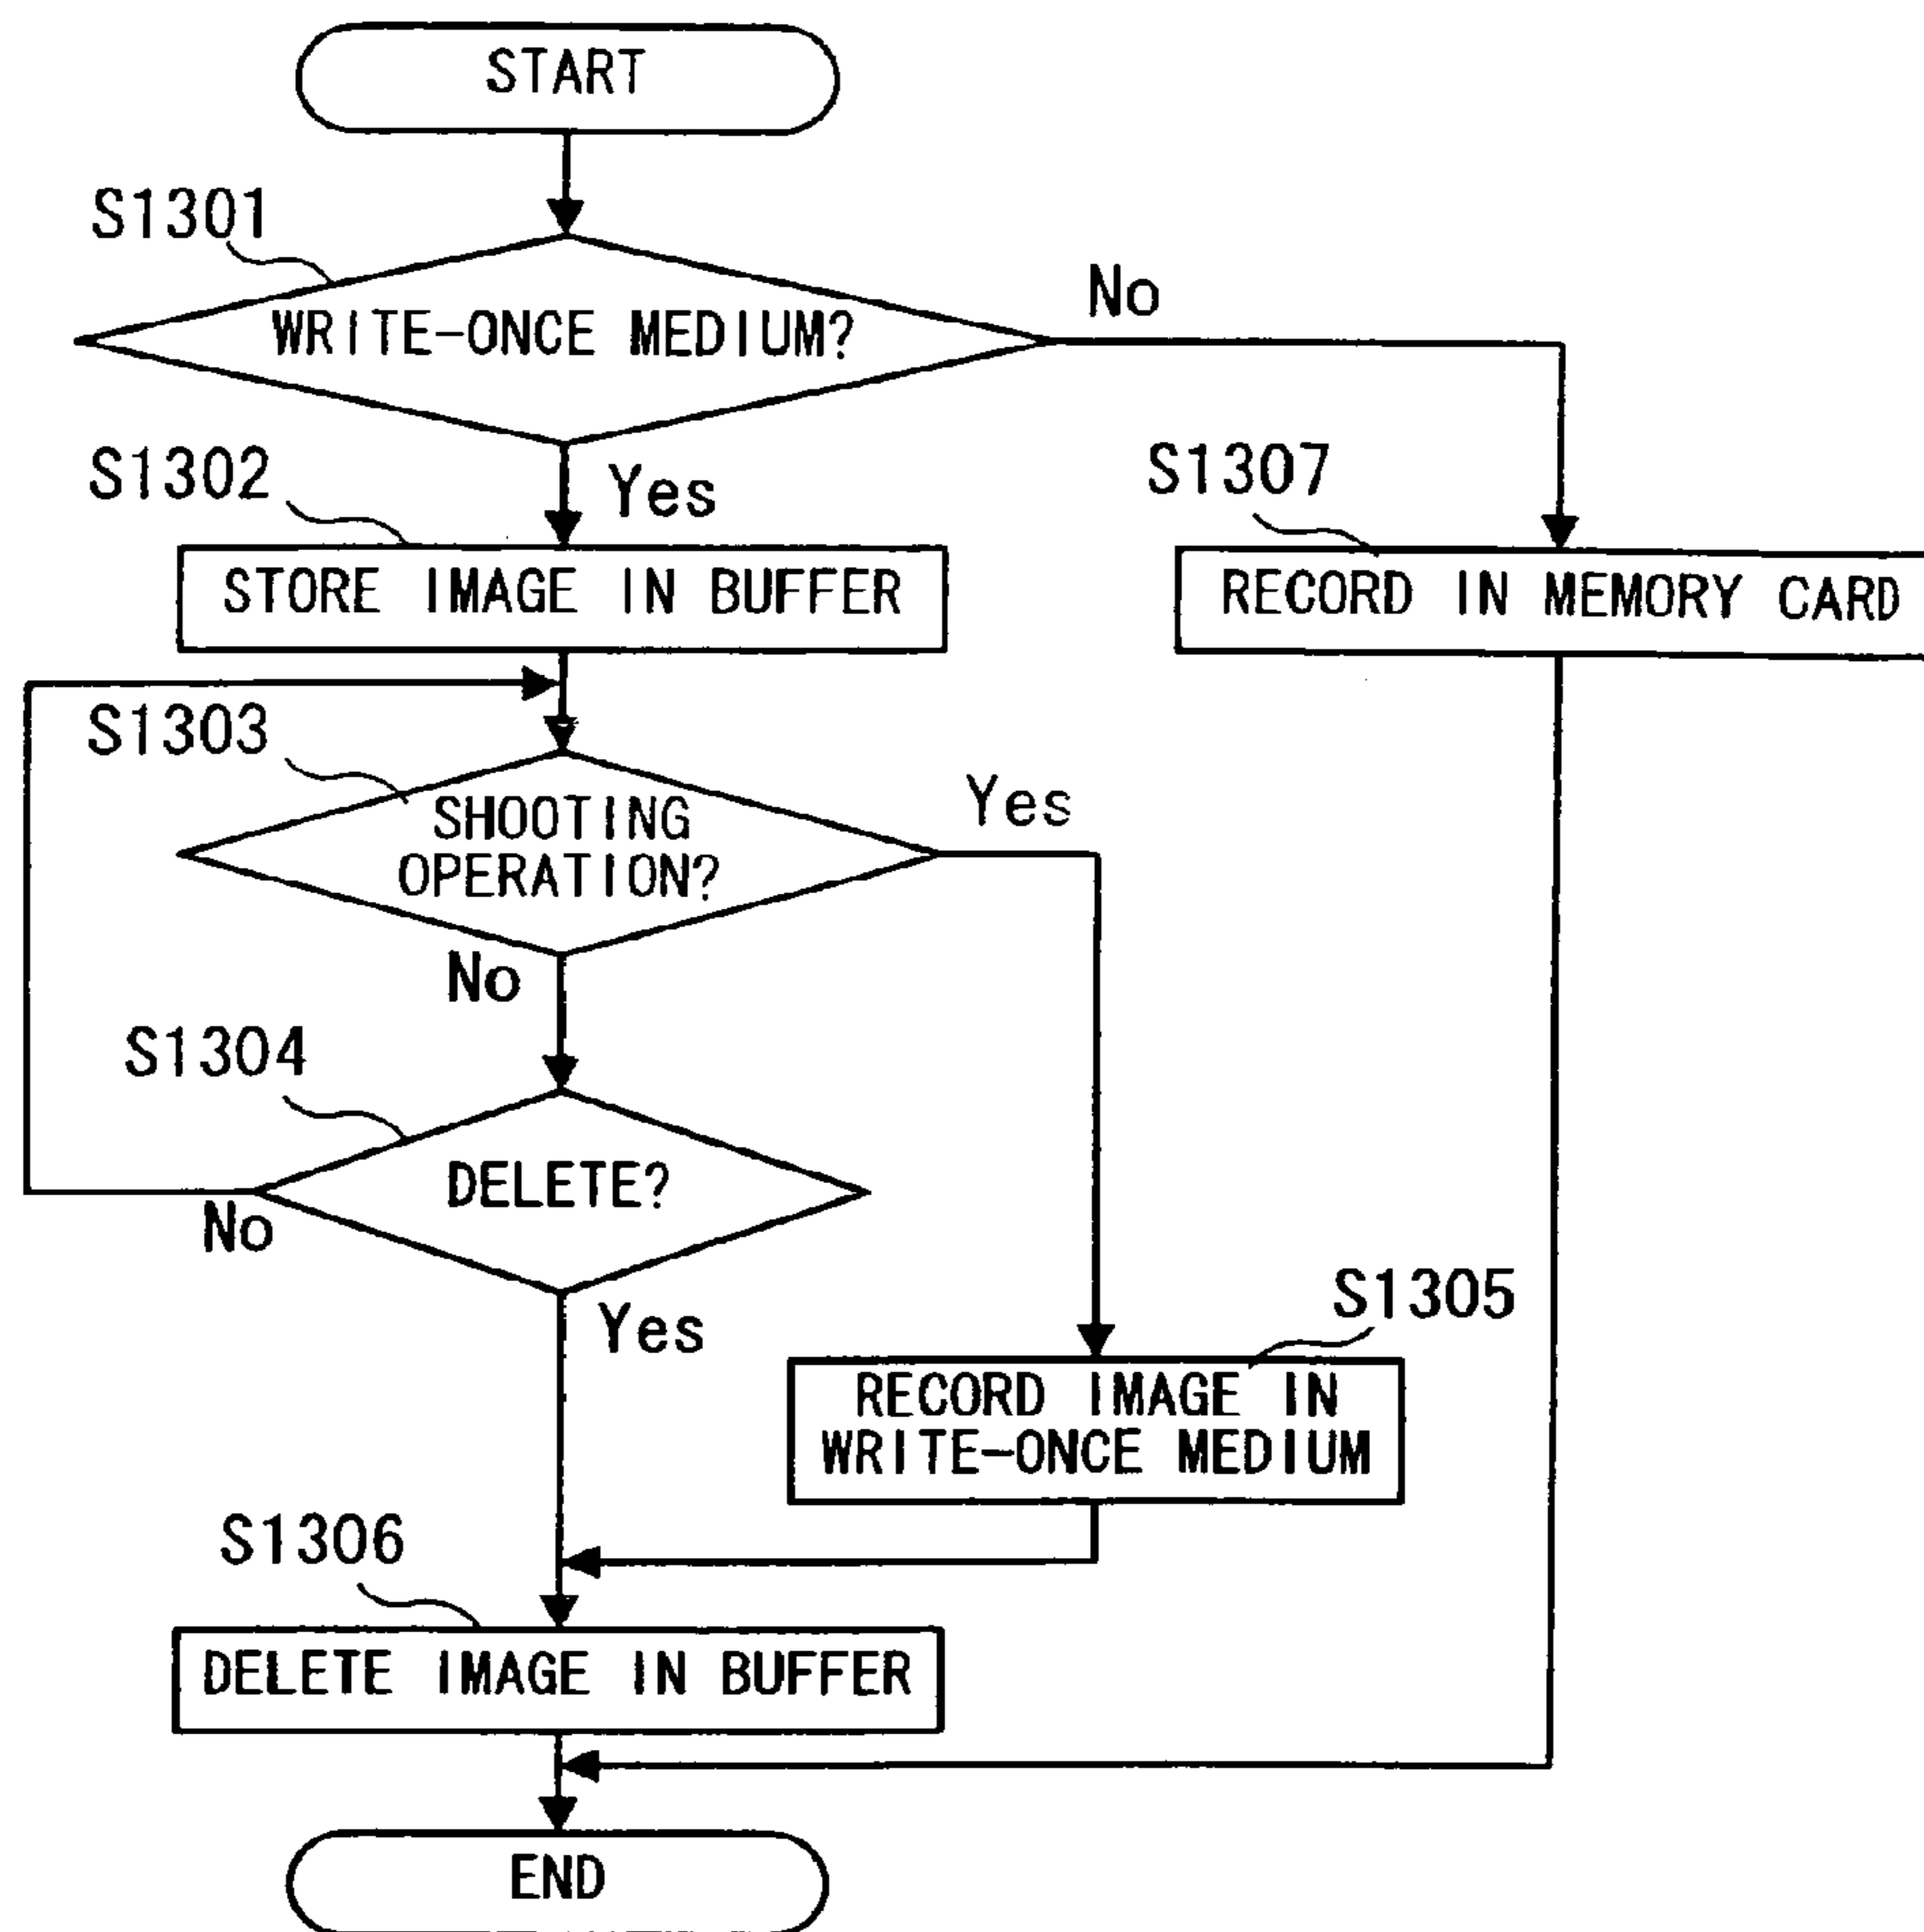 START
S1301
WRITE-ONCE MEDIUM?
No
S1302
Yes
S1307
STORE IMAGE IN BUFFER
RECORD IN MEMORY CARD
S1303
SHOOTING
OPERATION?
Yes
No
S1304
DELETE?
No
Yes
S1305
RECORD IMAGE IN
WRITE-ONCE MEDIUM
S1306
DELETE IMAGE IN BUFFER
END